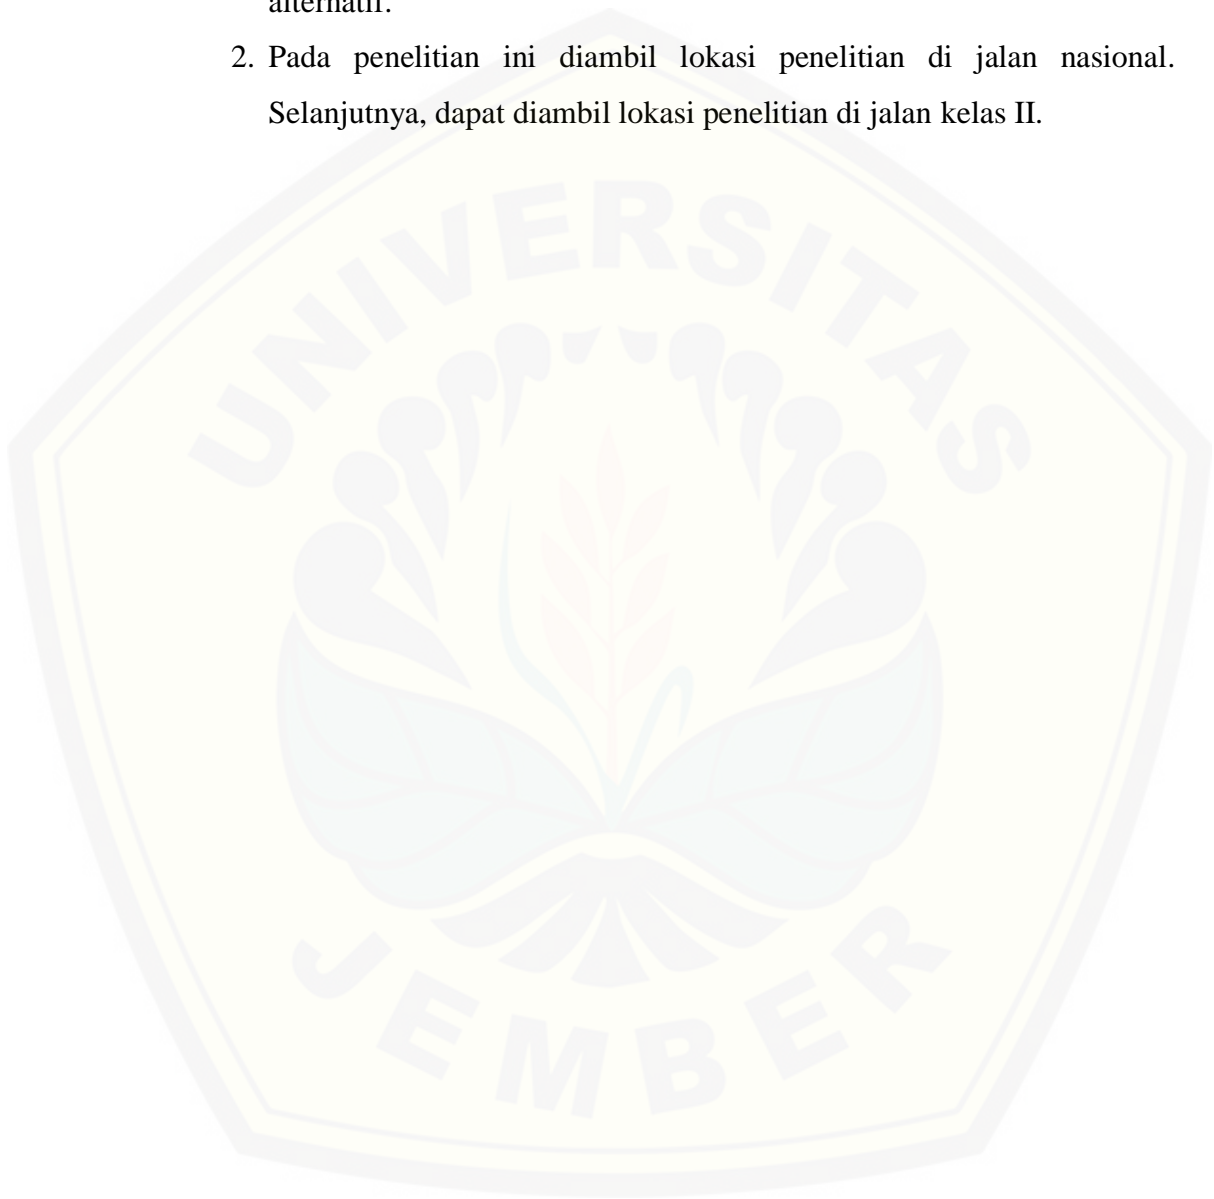 alternatif.
2. Pada penelitian ini diambil lokasi penelitian di jalan nasional.
Selanjutnya, dapat diambil lokasi penelitian di jalan kelas II.
UNIVERSITAS
JEMBER